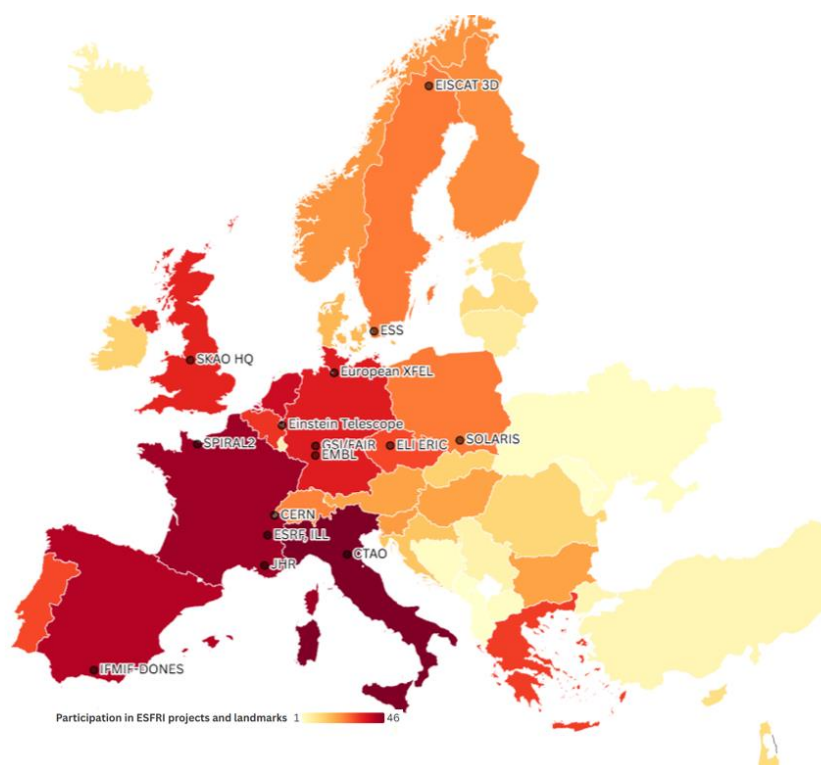 EISCAT 3D
ESS
SKAO HQ
European XFEL
Einstein Telescope
SPIRAL2
GSI/FAIR
ELI ERIC
SOLARIS
EMBL
CERN
ESRF, ILL
CTAO
JHR
IFMIF-DONES
Participation in ESFRI projects and landmarks 1 46